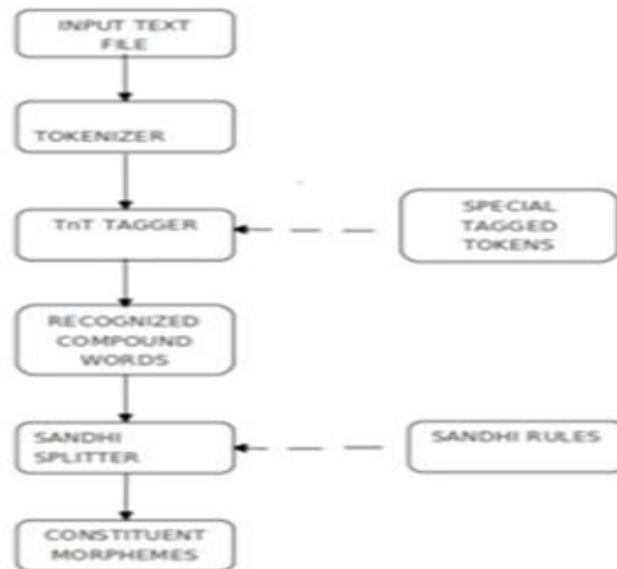 INPUT TEXT
FILE
TOKENIZER
TnT TAGGER
SPECIAL
TAGGED
TOKENS
RECOGNIZED
COMPOUND
WORDS
SANDHI
SPLITTER
SANDHI RULES
CONSTITUENT
MORPHEMES